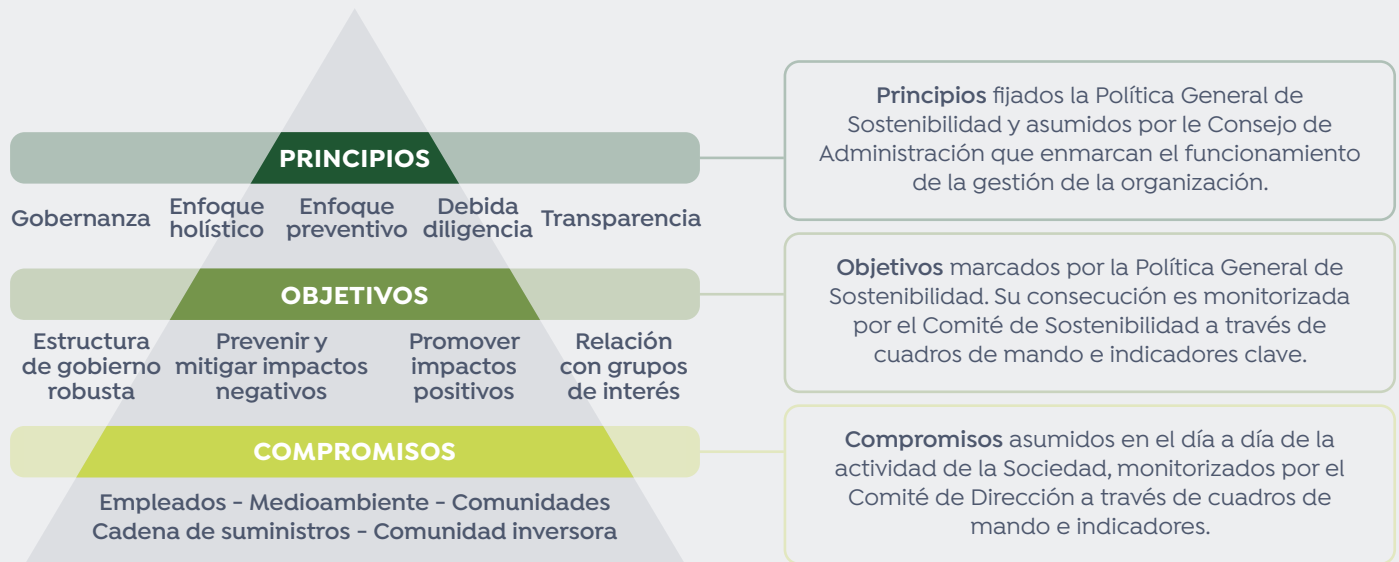 PRINCIPIOS
Gobernanza
Enfoque
holístico
Enfoque
preventivo
Debida
diligencia
Transparencia
Principios fijados la Política General de
Sostenibilidad y asumidos por le Consejo de
Administración que enmarcan el funcionamiento
de la gestión de la organización.
OBJETIVOS
Estructura
de gobierno
robusta
Prevenir y
mitigar impactos
negativos
Promover
impactos
positivos
Relación
con grupos
de interés
Objetivos marcados por la Política General de
Sostenibilidad. Su consecución es monitorizada
por el Comité de Sostenibilidad a través de
cuadros de mando e indicadores clave.
COMPROMISOS
Empleados - Medioambiente - Comunidades
Cadena de suministros - Comunidad inversora
Compromisos asumidos en el día a día de la
actividad de la Sociedad, monitorizados por el
Comité de Dirección a través de cuadros de
mando e indicadores.